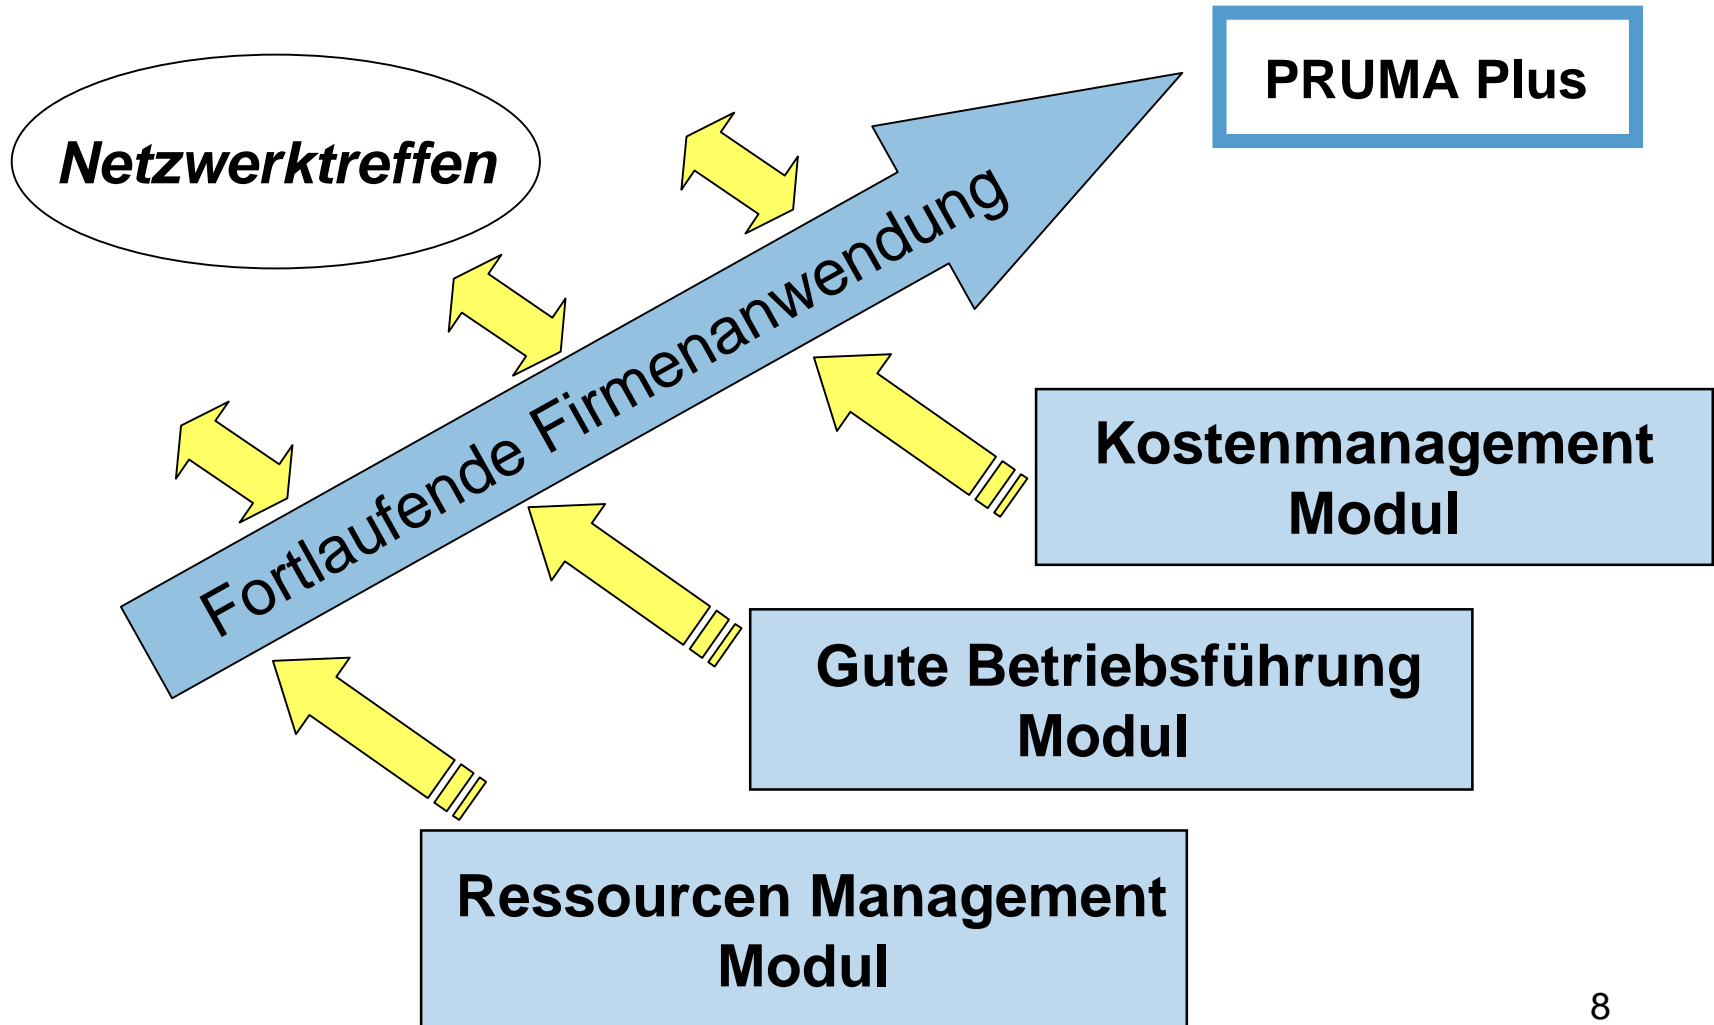 PRUMA Plus
Netzwerktreffen
Fortlaufende Firmenanwendung
Kostenmanagement
Modul
Gute Betriebsführung
Modul
Ressourcen Management
Modul
8